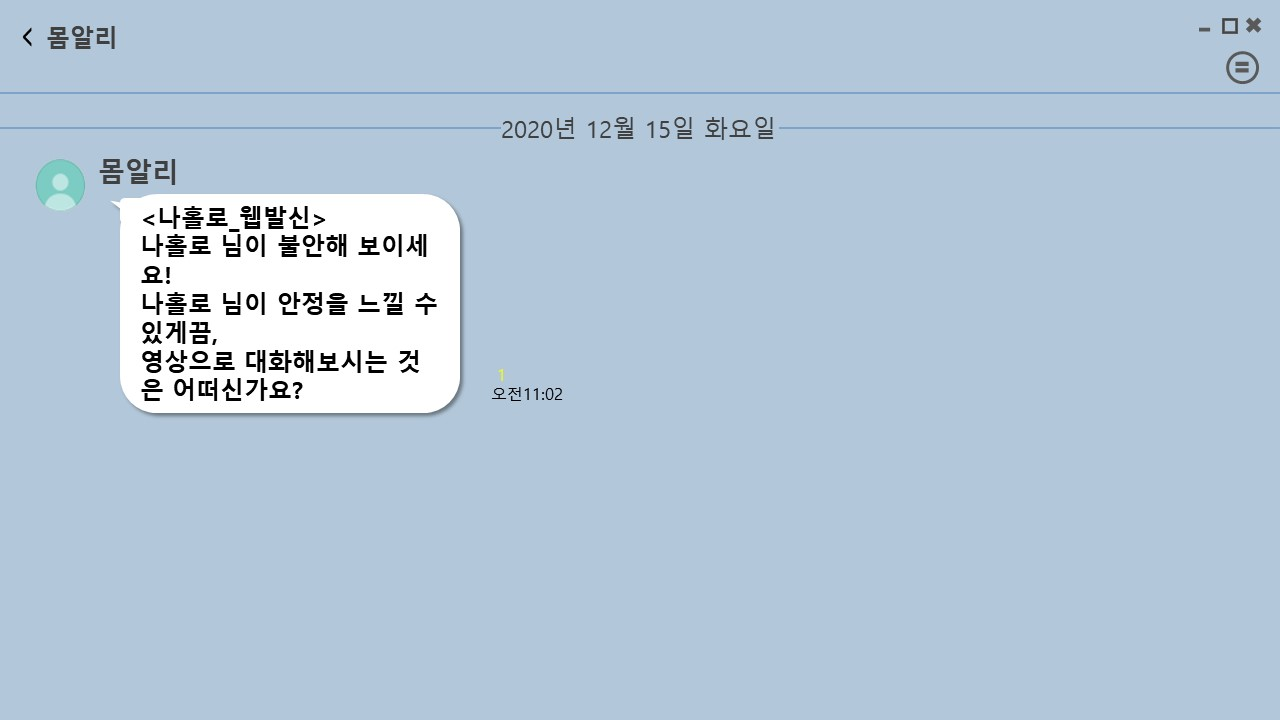 몸알리
2020년 12월 15일 화요일
몸알리
<나홀로_웹발신>
나홀로 님이 불안해 보이세
요!
나홀로 님이 안정을 느낄 수
있게끔,
영상으로 대화해보시는 것
은 어떠신가요?
1
오전11:02